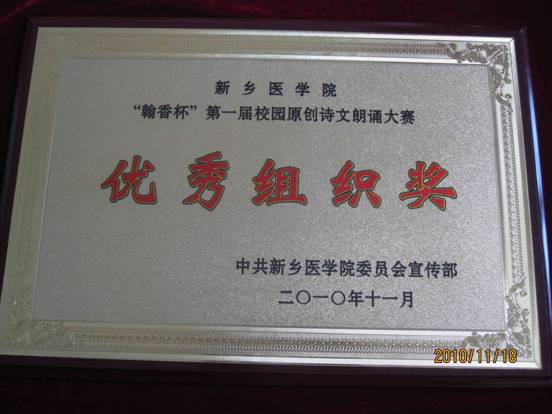 新乡医学院
“翰香杯”第一届校园原创诗文朗诵大赛
优秀组织奖
中共新乡医学院委员会宣传部
二〇一〇年十一月
2010/11/18